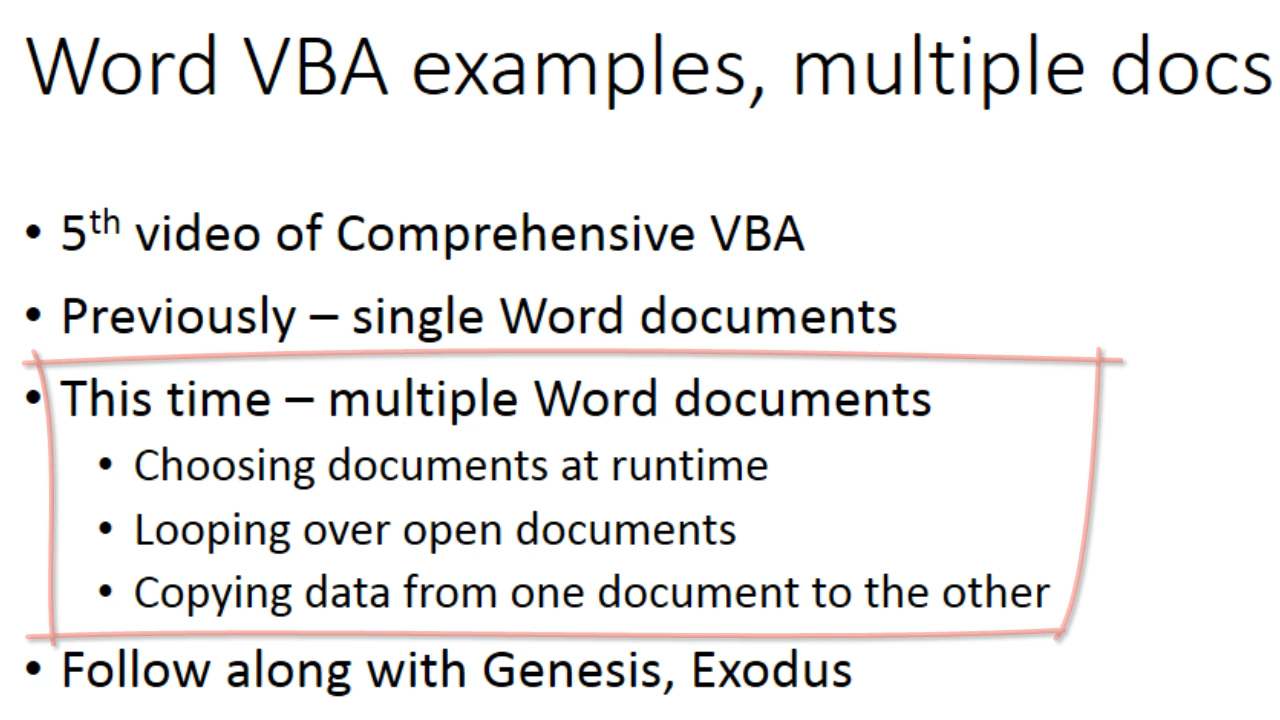 Word VBA examples, multiple docs
• 5th video of Comprehensive VBA
• Previously – single Word documents
• This time – multiple Word documents
• Choosing documents at runtime
• Looping over open documents
• Copying data from one document to the other
• Follow along with Genesis, Exodus